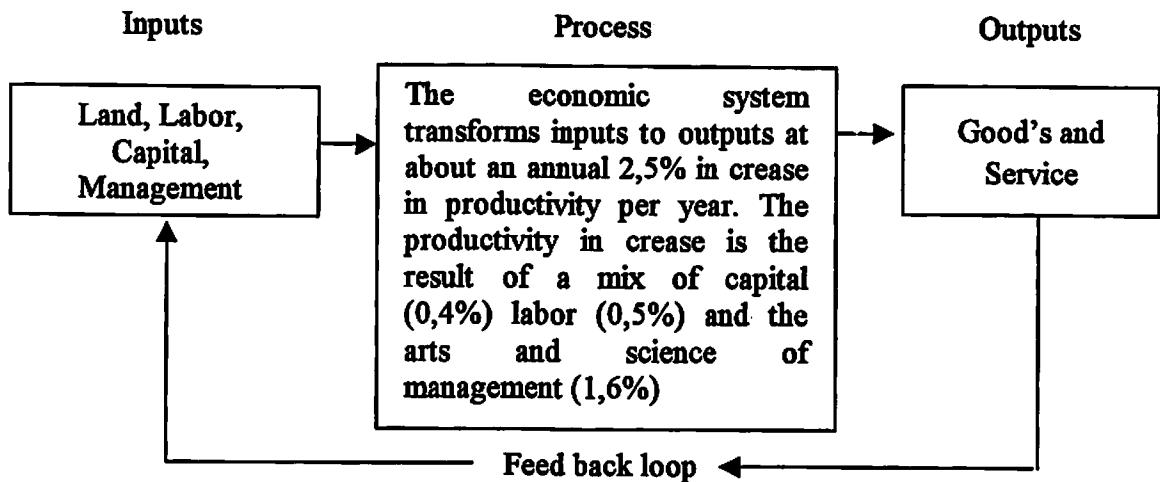 Inputs
Process
Outputs
Land, Labor,
Capital,
Management
The economic system
transforms inputs to outputs at
about an annual 2,5% in crease
in productivity per year. The
productivity in crease is the
result of a mix of capital
(0,4%) labor (0,5%) and the
arts and science of
management (1,6%)
Good's and
Service
Feed back loop